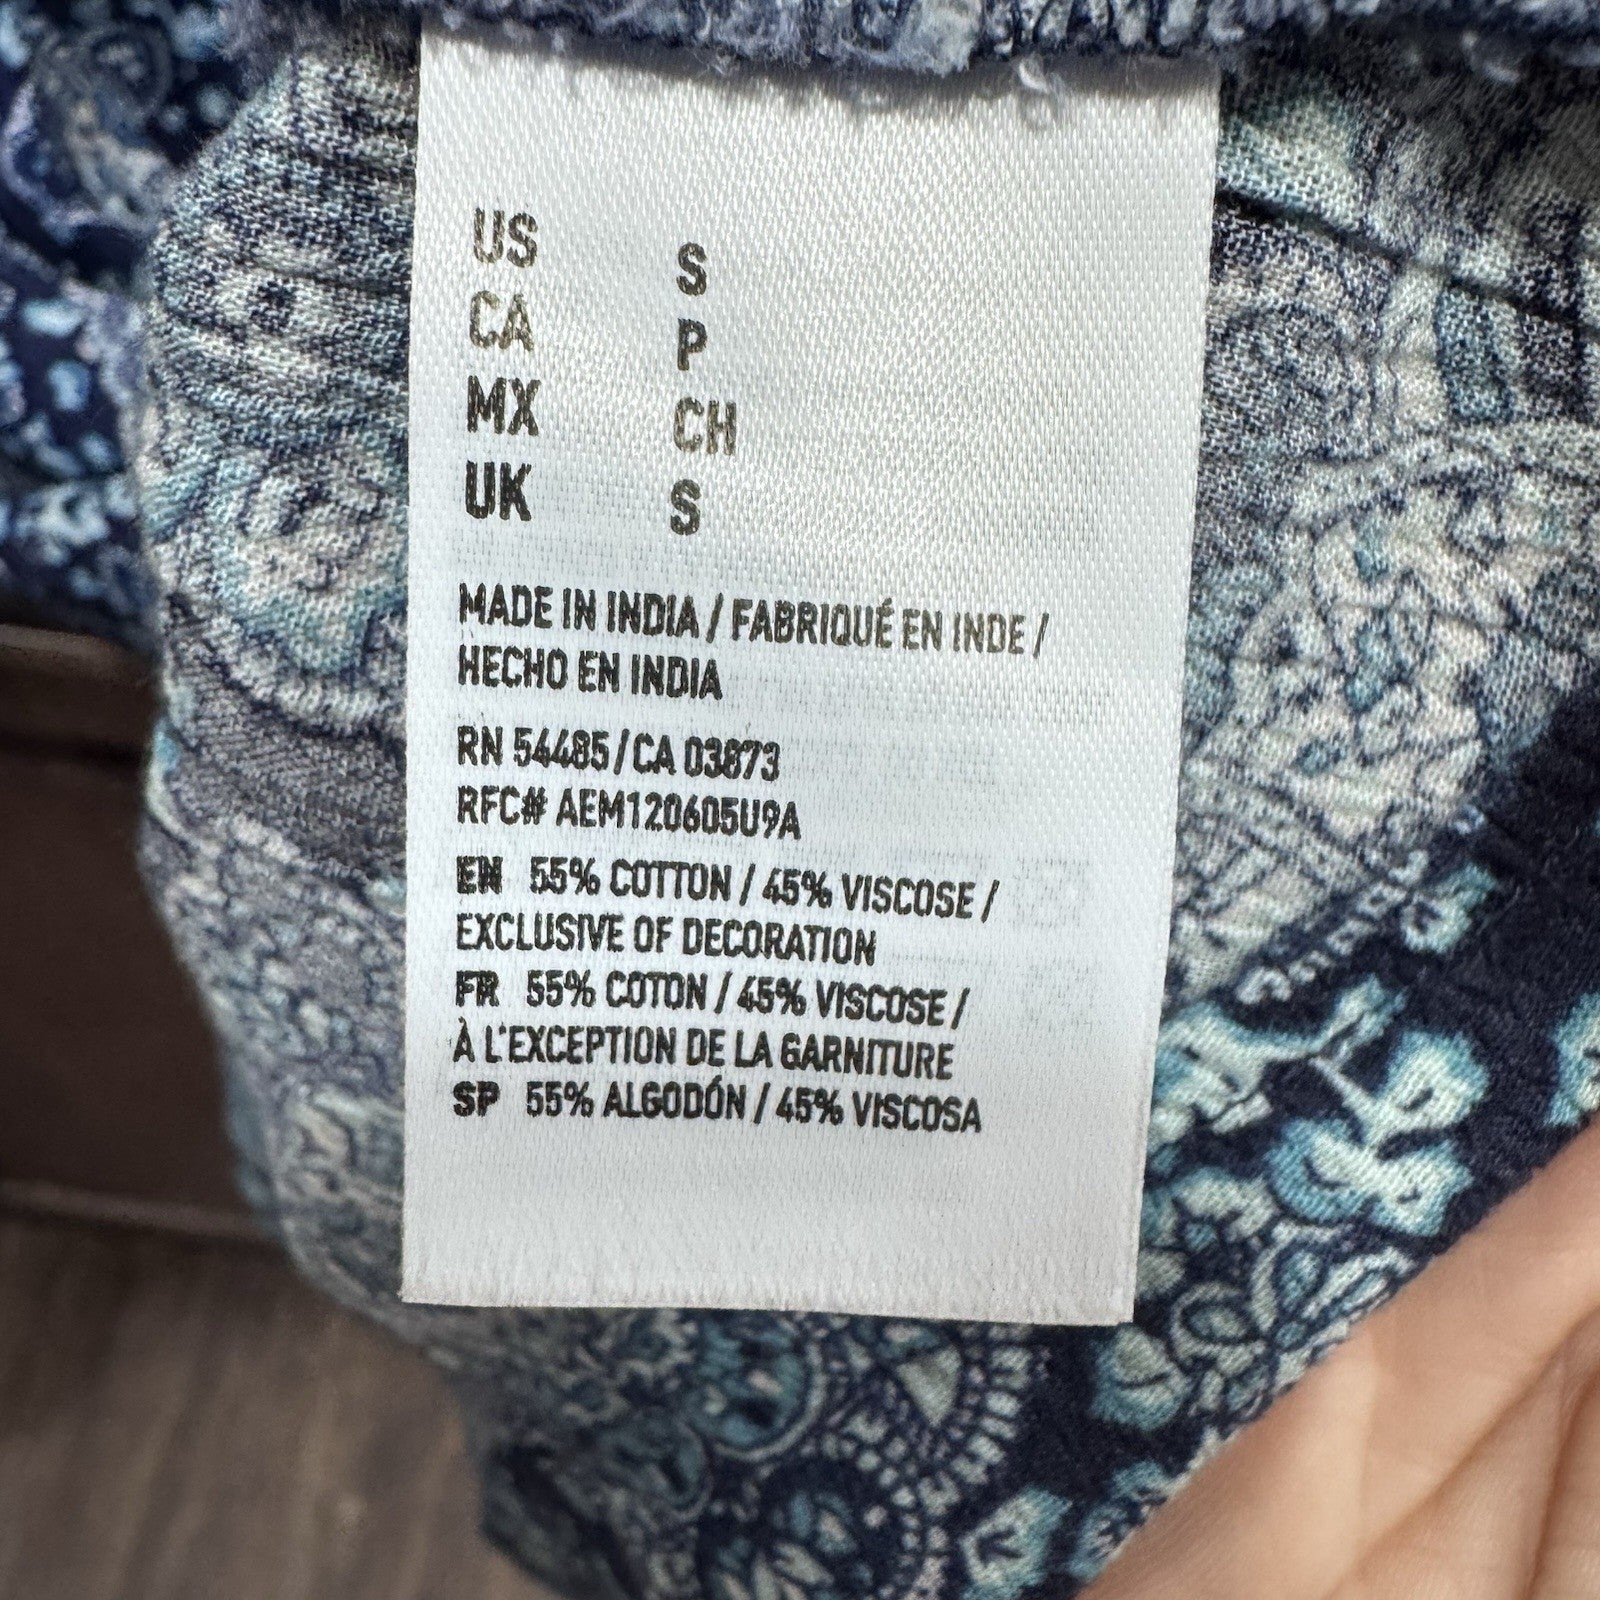 US S
CA P
MX CH
UK S
MADE IN INDIA / FABRIQUÉ EN INDE /
HECHO EN INDIA
RN 54485 / CA 03873
RFC# AEM120605U9A
EN 55% COTTON / 45% VISCOSE /
EXCLUSIVE OF DECORATION
FR 55% COTON / 45% VISCOSE /
À L'EXCEPTION DE LA GARNITURE
SP 55% ALGODÓN / 45% VISCOSA